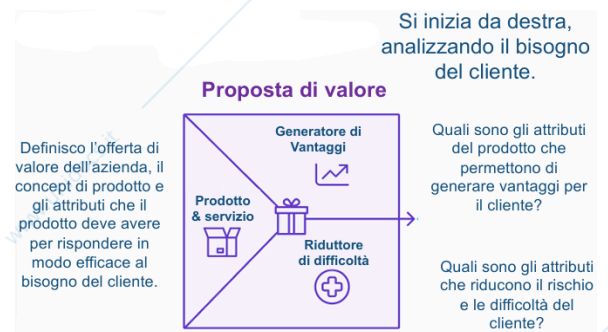 Si inizia da destra,
analizzando il bisogno
del cliente.
Proposta di valore
Definisco l'offerta di
valore dell'azienda, il
concept di prodotto e
gli attributi che il
prodotto deve avere
per rispondere in
modo efficace al
bisogno del cliente.
Generatore di
Vantaggi
Prodotto
& servizio
Riduttore
di difficoltà
Quali sono gli attributi
del prodotto che
permettono di
generare vantaggi per
il cliente?
Quali sono gli attributi
che riducono il rischio
e le difficoltà del
cliente?